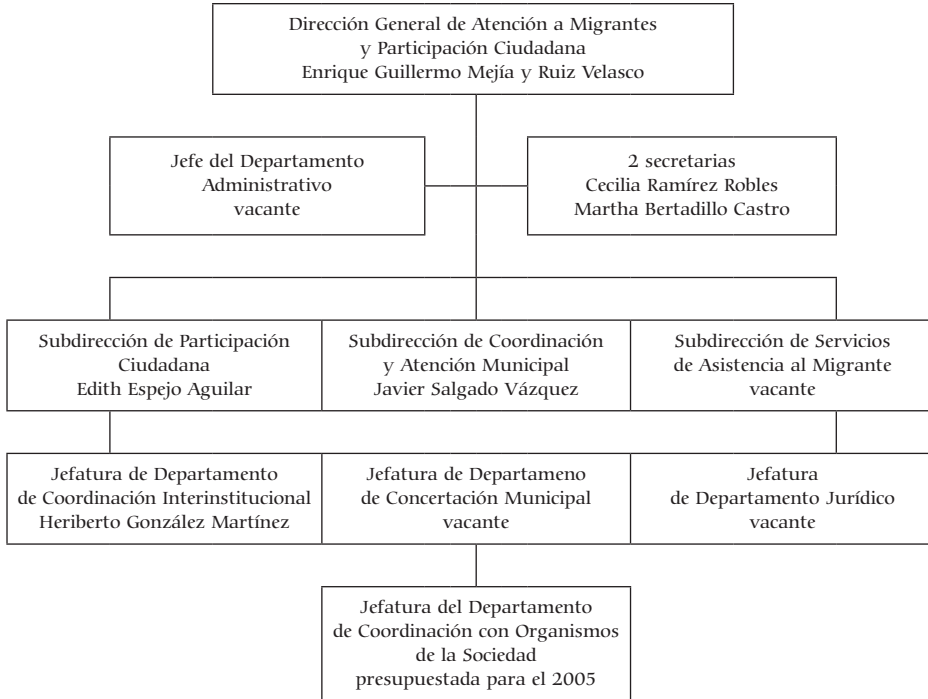 Dirección General de Atención a Migrantes
y Participación Ciudadana
Enrique Guillermo Mejía y Ruiz Velasco
Jefe del Departamento
Administrativo
vacante
2 secretarias
Cecilia Ramírez Robles
Martha Bertadillo Castro
Subdirección de Participación
Ciudadana
Edith Espejo Aguilar
Subdirección de Coordinación
y Atención Municipal
Javier Salgado Vázquez
Subdirección de Servicios
de Asistencia al Migrante
vacante
Jefatura de Departamento
de Coordinación Interinstitucional
Heriberto González Martínez
Jefatura de Departameno
de Concertación Municipal
vacante
Jefatura
de Departamento Jurídico
vacante
Jefatura del Departamento
de Coordinación con Organismos
de la Sociedad
presupuestada para el 2005